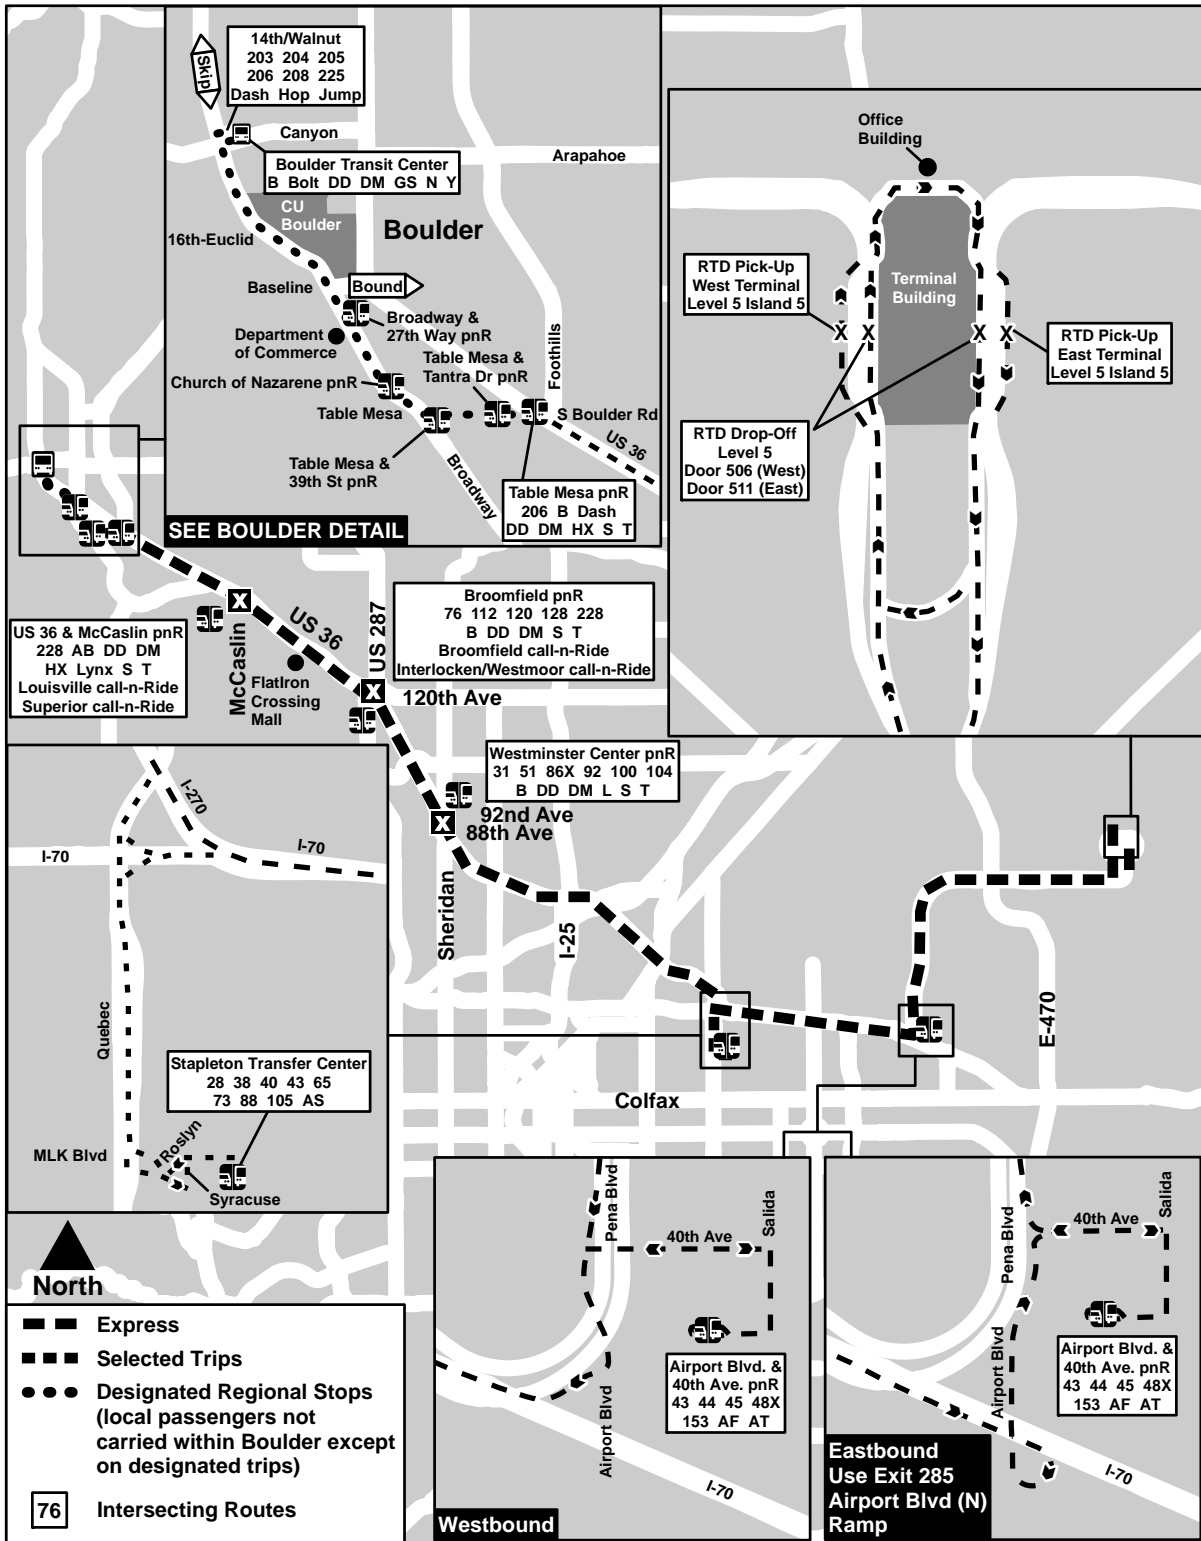 14th/Walnut
203 204 205
206 208 225
Dash Hop Jump
Skip
Canyon
Arapahoe
Boulder Transit Center
B Bolt DD DM GS N Y
CU
Boulder
Boulder
16th-Euclid
Baseline
Bound
Broadway &
27th Way pnR
Department
of Commerce
Table Mesa &
Tantra Dr pnR
Foothills
Church of Nazarene pnR
Table Mesa
S Boulder Rd
US 36
Table Mesa &
39th St pnR
Broadway
Table Mesa pnR
206 B Dash
DD DM HX S T
SEE BOULDER DETAIL
Office
Building
RTD Pick-Up
West Terminal
Level 5 Island 5
Terminal
Building
X
X
X
X
RTD Pick-Up
East Terminal
Level 5 Island 5
RTD Drop-Off
Level 5
Door 506 (West)
Door 511 (East)
X
US 36 & McCaslin pnR
228 AB DD DM
HX Lynx S T
Louisville call-n-Ride
Superior call-n-Ride
McCaslin
US 36
FlatIron
Crossing
Mall
US 287
Broomfield pnR
76 112 120 128 228
B DD DM S T
Broomfield call-n-Ride
Interlocken/Westmoor call-n-Ride
X
120th Ave
Westminster Center pnR
31 51 86X 92 100 104
B DD DM L S T
92nd Ave
X
88th Ave
Sheridan
I-25
E-470
Colfax
I-270
I-70
I-70
Quebec
Stapleton Transfer Center
28 38 40 43 65
73 88 105 AS
MLK Blvd
Roslyn
Syracuse
North
Express
Selected Trips
Designated Regional Stops
(local passengers not
carried within Boulder except
on designated trips)
76
Intersecting Routes
Pena Blvd
40th Ave
Salida
Airport Blvd. &
40th Ave. pnR
43 44 45 48X
153 AF AT
Airport Blvd
I-70
Westbound
Pena Blvd
40th Ave
Salida
Airport Blvd
Airport Blvd. &
40th Ave. pnR
43 44 45 48X
153 AF AT
I-70
Eastbound
Use Exit 285
Airport Blvd (N)
Ramp